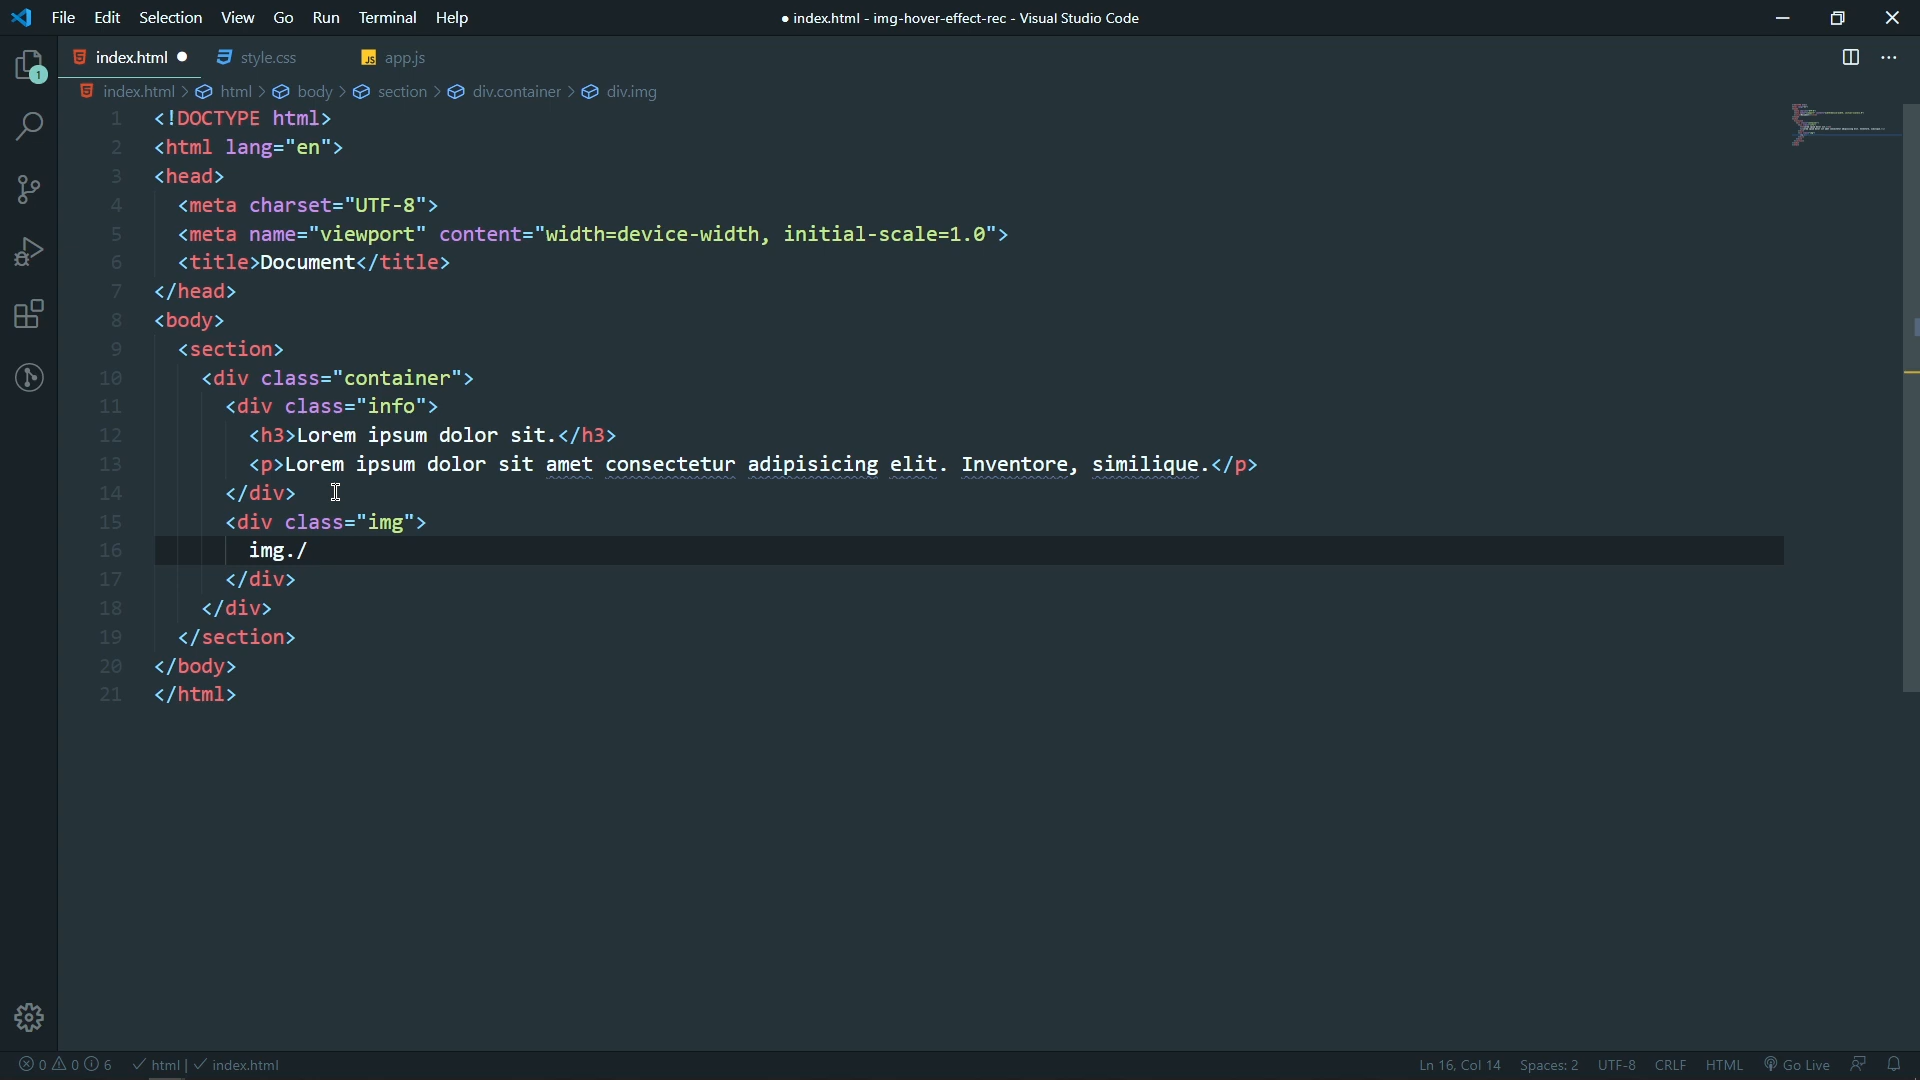 File Edit Selection View Go Run Terminal Help ● index.html - img-hover-effect-rec - Visual Studio Code
index.html ● style.css JS app.js
1
index.html > html > body > section > div.container > div.img
1 <!DOCTYPE html>
2 <html lang="en">
3 <head>
4 <meta charset="UTF-8">
5 <meta name="viewport" content="width=device-width, initial-scale=1.0">
6 <title>Document</title>
7 </head>
8 <body>
9 <section>
10 <div class="container">
11 <div class="info">
12 <h3>Lorem ipsum dolor sit.</h3>
13 <p>Lorem ipsum dolor sit amet consectetur adipisicing elit. Inventore, similique.</p>
14 </div>
15 <div class="img">
16 img./
17 </div>
18 </div>
19 </section>
20 </body>
21 </html>
0 0 6 ✓ html | ✓ index.html Ln 16, Col 14 Spaces: 2 UTF-8 CRLF HTML Go Live